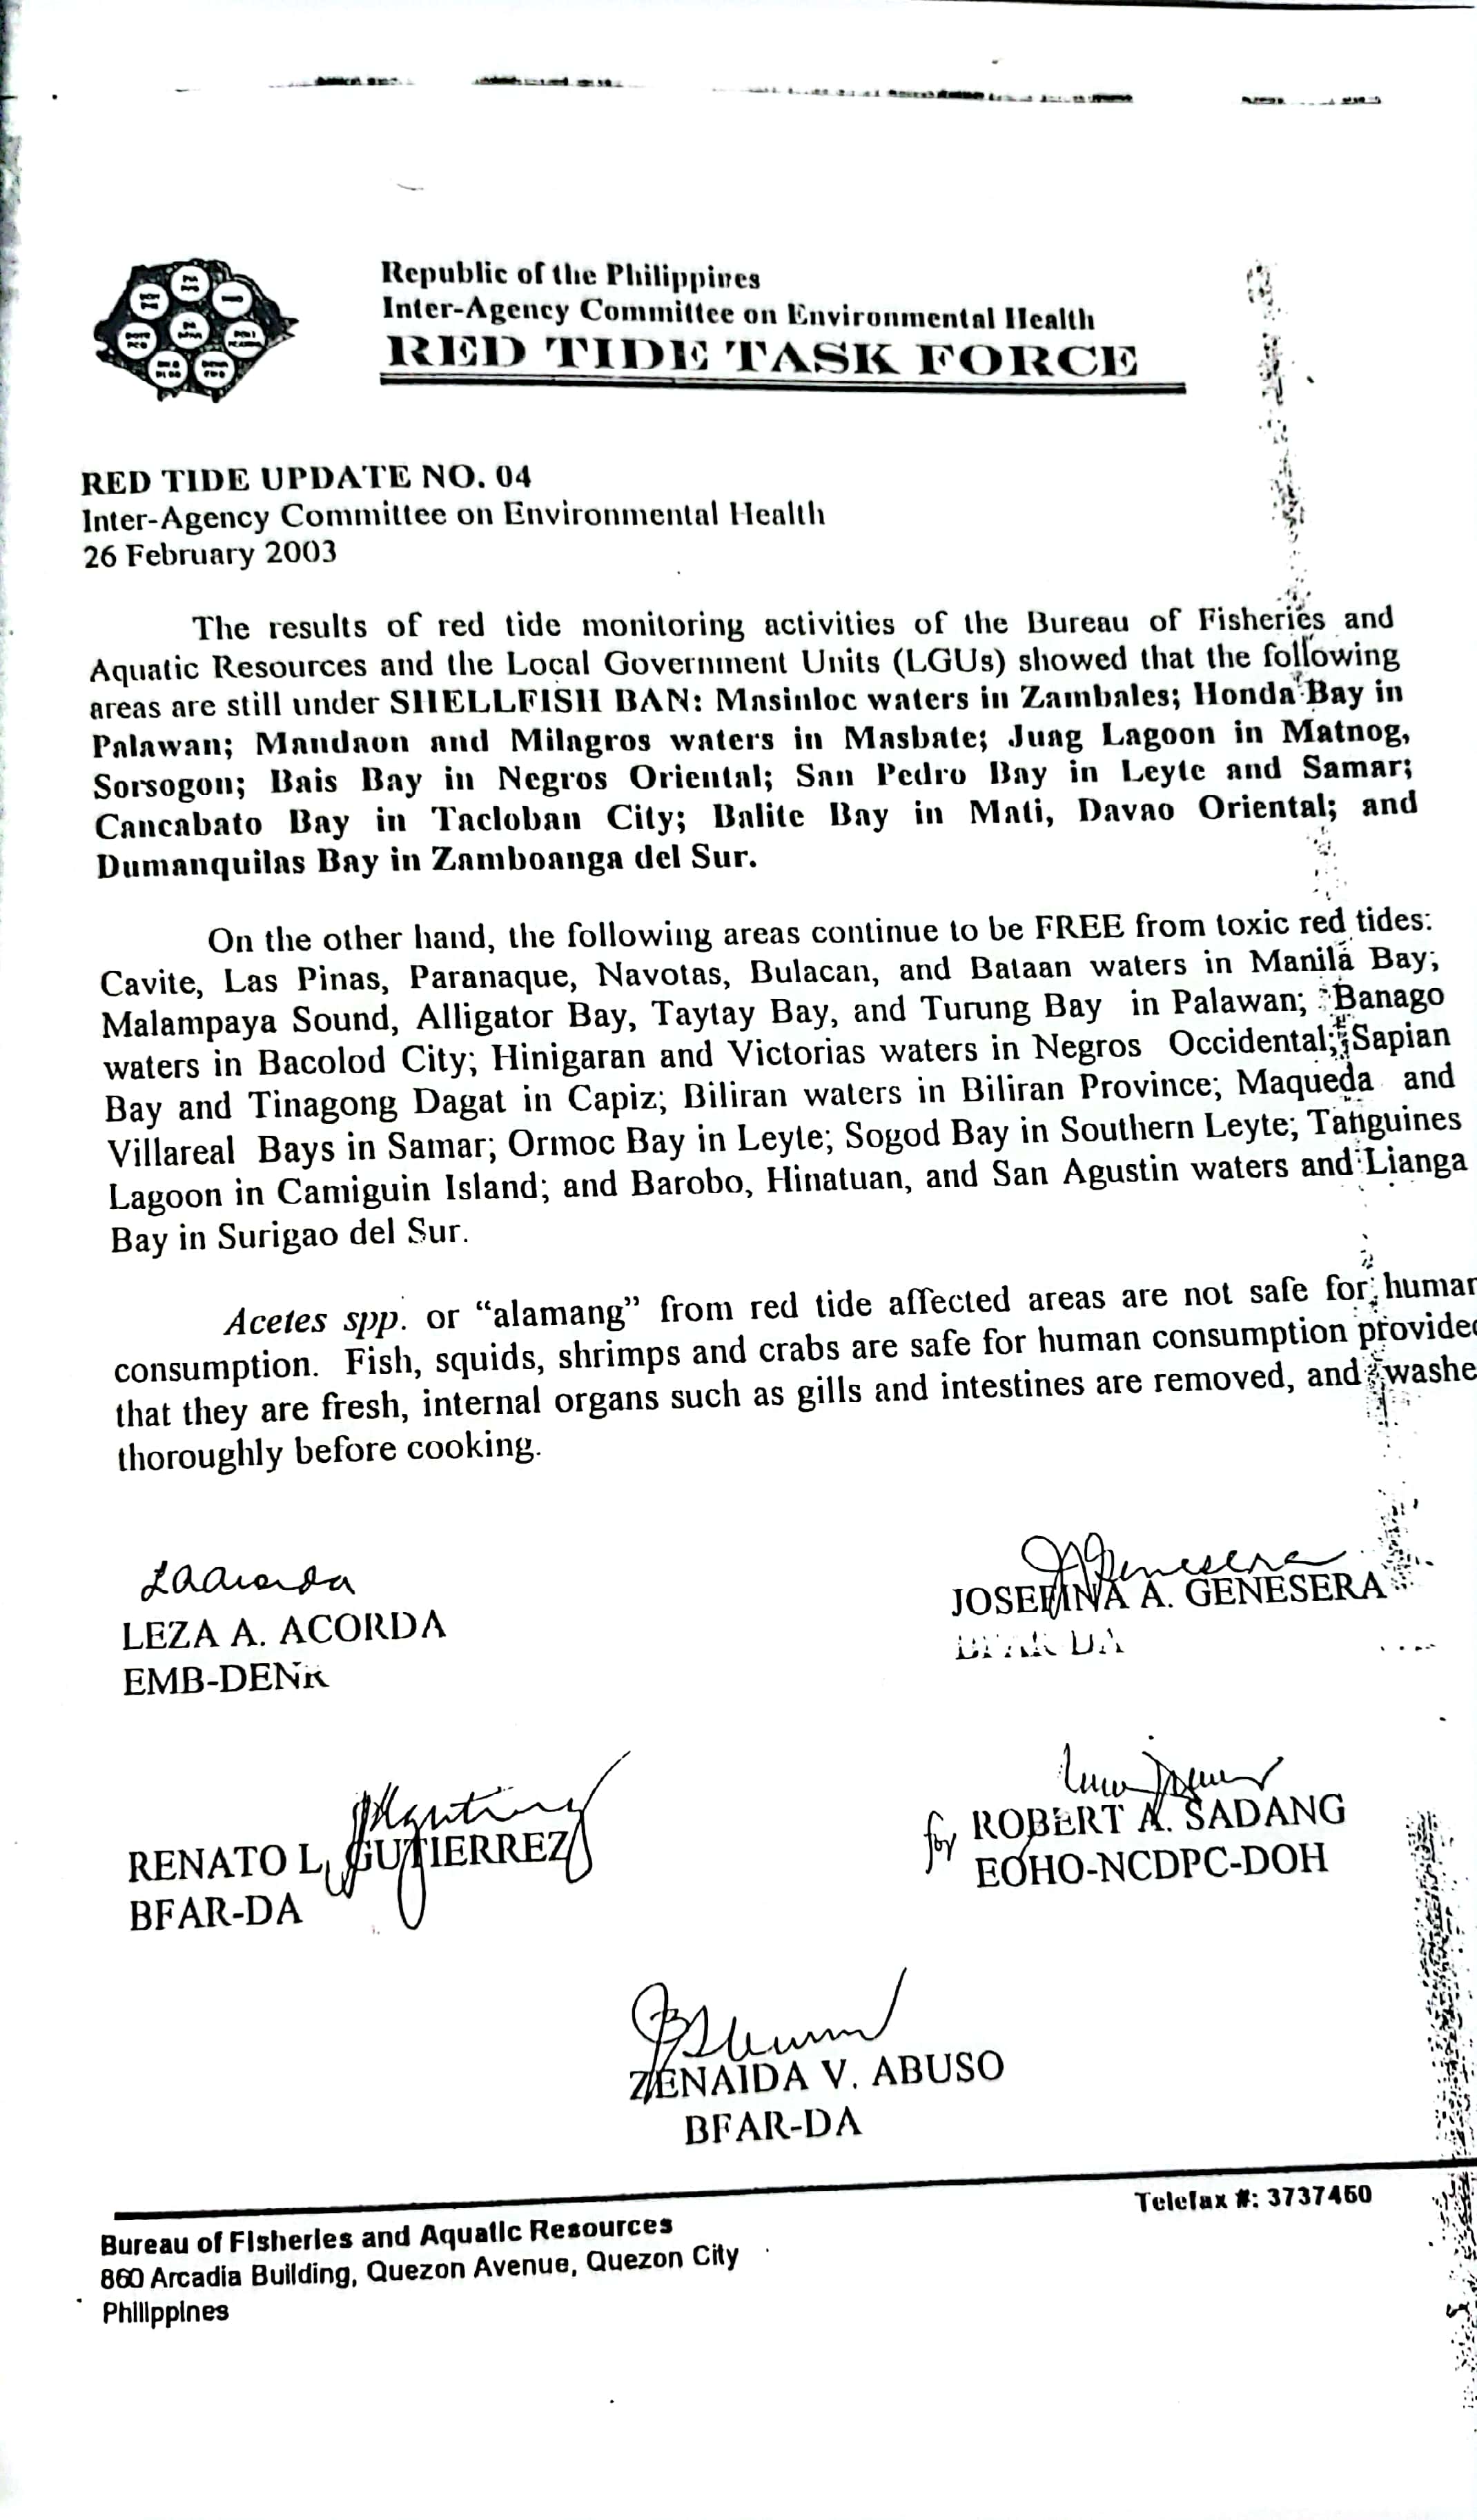 Republic of the Philippines
Inter-Agency Committee on Environmental Health
RED TIDE TASK FORCE
RED TIDE UPDATE NO. 04
Inter-Agency Committee on Environmental Health
26 February 2003
The results of red tide monitoring activities of the Bureau of Fisheries and
Aquatic Resources and the Local Government Units (LGUs) showed that the following
areas are still under SHELLFISH BAN: Masinloc waters in Zambales; Honda Bay in
Palawan; Mandaon and Milagros waters in Masbate; Juag Lagoon in Matnog,
Sorsogon; Bais Bay in Negros Oriental; San Pedro Bay in Leyte and Samar;
Cancabato Bay in Tacloban City; Balite Bay in Mati, Davao Oriental; and
Dumanquilas Bay in Zamboanga del Sur.
On the other hand, the following areas continue to be FREE from toxic red tides:
Cavite, Las Pinas, Paranaque, Navotas, Bulacan, and Bataan waters in Manila Bay;
Malampaya Sound, Alligator Bay, Taytay Bay, and Turung Bay in Palawan; Banago
waters in Bacolod City; Hinigaran and Victorias waters in Negros Occidental; Sapian
Bay and Tinagong Dagat in Capiz; Biliran waters in Biliran Province; Maqueda and
Villareal Bays in Samar; Ormoc Bay in Leyte; Sogod Bay in Southern Leyte; Tanguines
Lagoon in Camiguin Island; and Barobo, Hinatuan, and San Agustin waters and Lianga
Bay in Surigao del Sur.
Acetes spp. or “alamang” from red tide affected areas are not safe for human
consumption. Fish, squids, shrimps and crabs are safe for human consumption provided
that they are fresh, internal organs such as gills and intestines are removed, and washe
thoroughly before cooking.
LEZA A. ACORDA
EMB-DENR
JOSEFINA A. GENESERA
BFAR-DA
RENATO L. GUTIERREZ
BFAR-DA
for ROBERT A. SADANG
EOHO-NCDPC-DOH
ZENAIDA V. ABUSO
BFAR-DA
Telefax #: 3737460
Bureau of Fisheries and Aquatic Resources
860 Arcadia Building, Quezon Avenue, Quezon City
Philippines